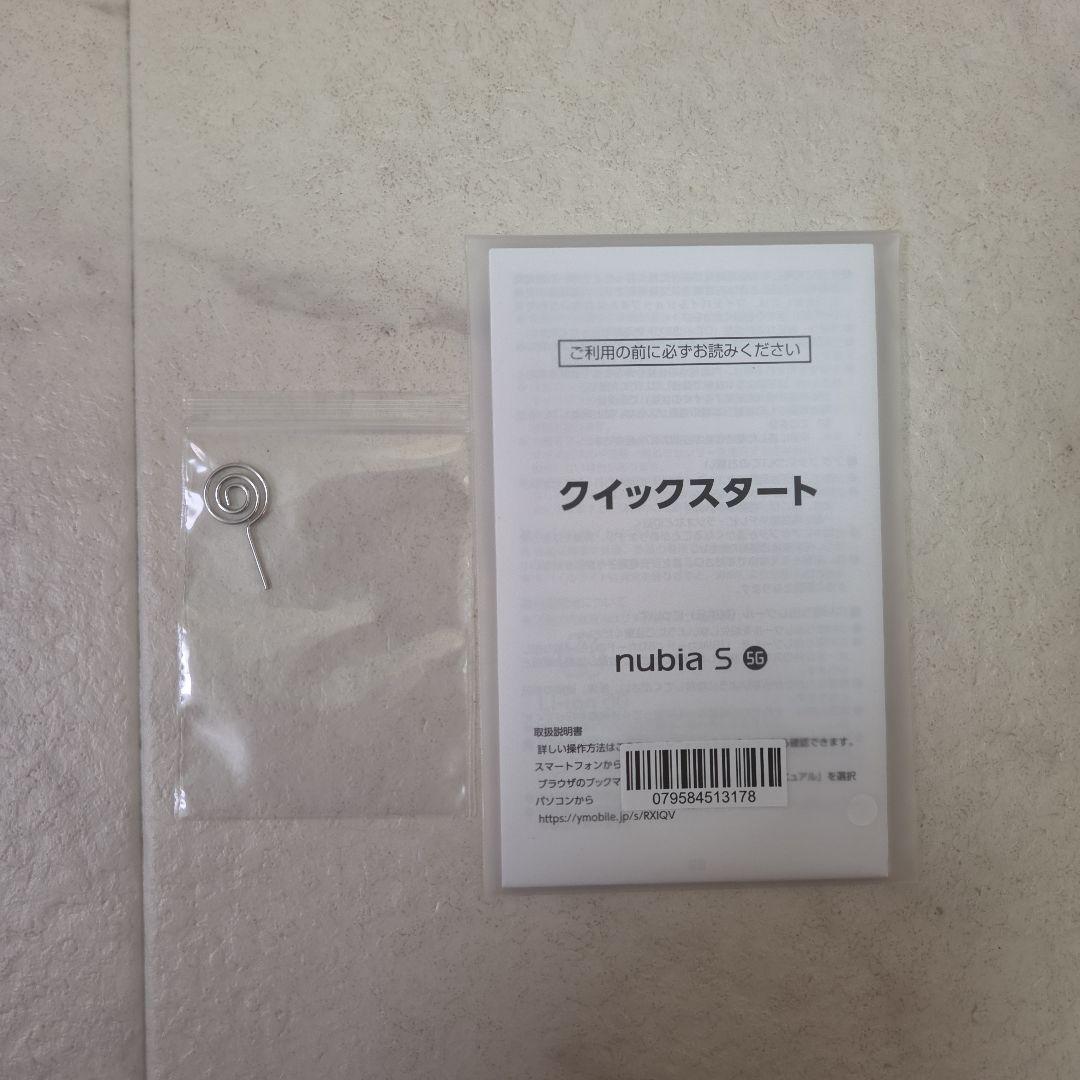 ご利用の前に必ずお読みください
クイックスタート
nubia S 5G
取扱説明書
詳しい操作方法は 確認できます。
スマートフォンから
ブラウザのブックマ ュアル」を選択
パソコンから
https://ymobile.jp/s/RXIQV
079584513178